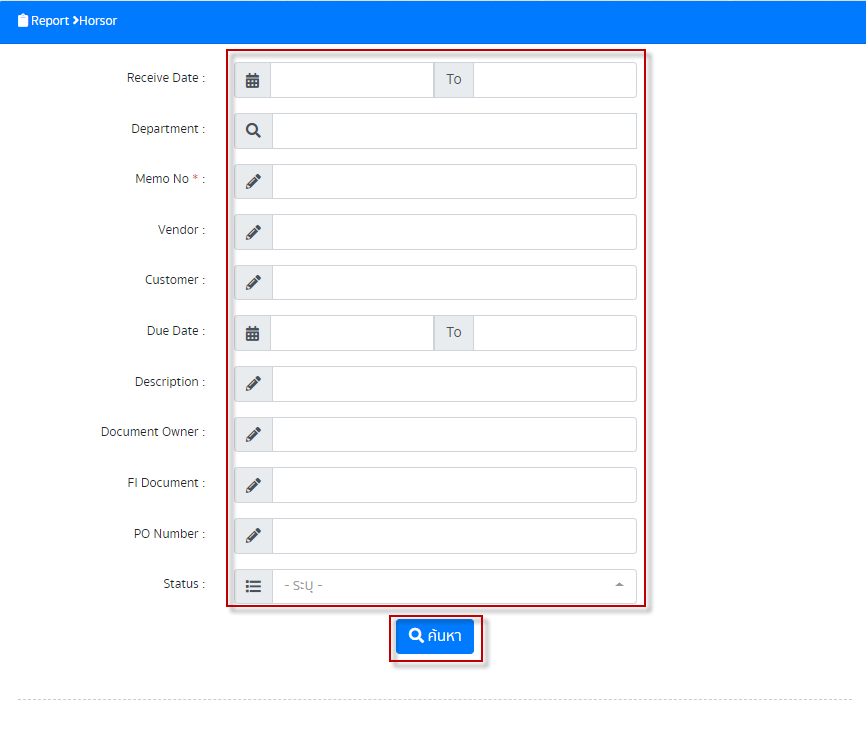 Report Horsor
Receive Date : To
Department :
Memo No * :
Vendor :
Customer :
Due Date : To
Description :
Document Owner :
FI Document :
PO Number :
Status : - ระบุ -
ค้นหา